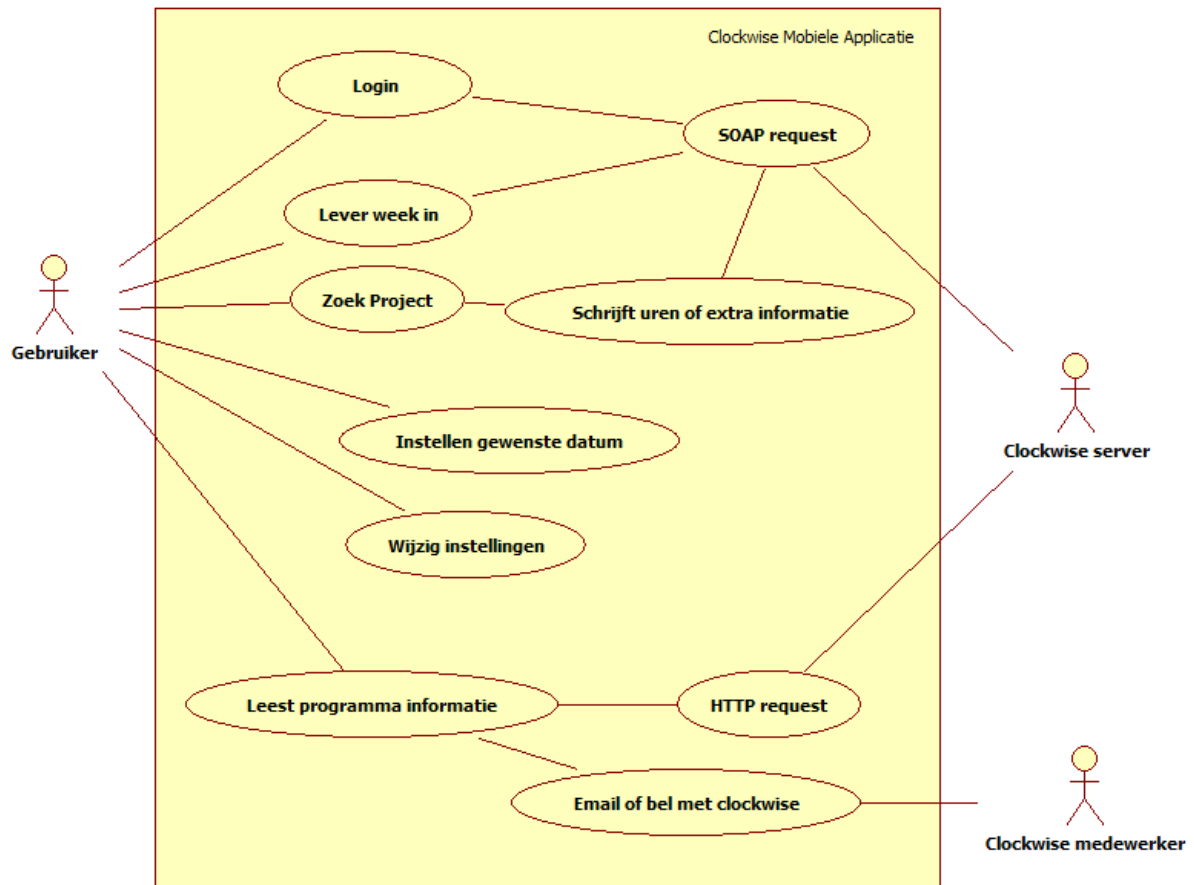 Clockwise Mobiele Applicatie
Login
SOAP request
Lever week in
Zoek Project
Schrijft uren of extra informatie
Gebruiker
Instellen gewenste datum
Clockwise server
Wijzig instellingen
Leest programma informatie
HTTP request
Email of bel met clockwise
Clockwise medewerker